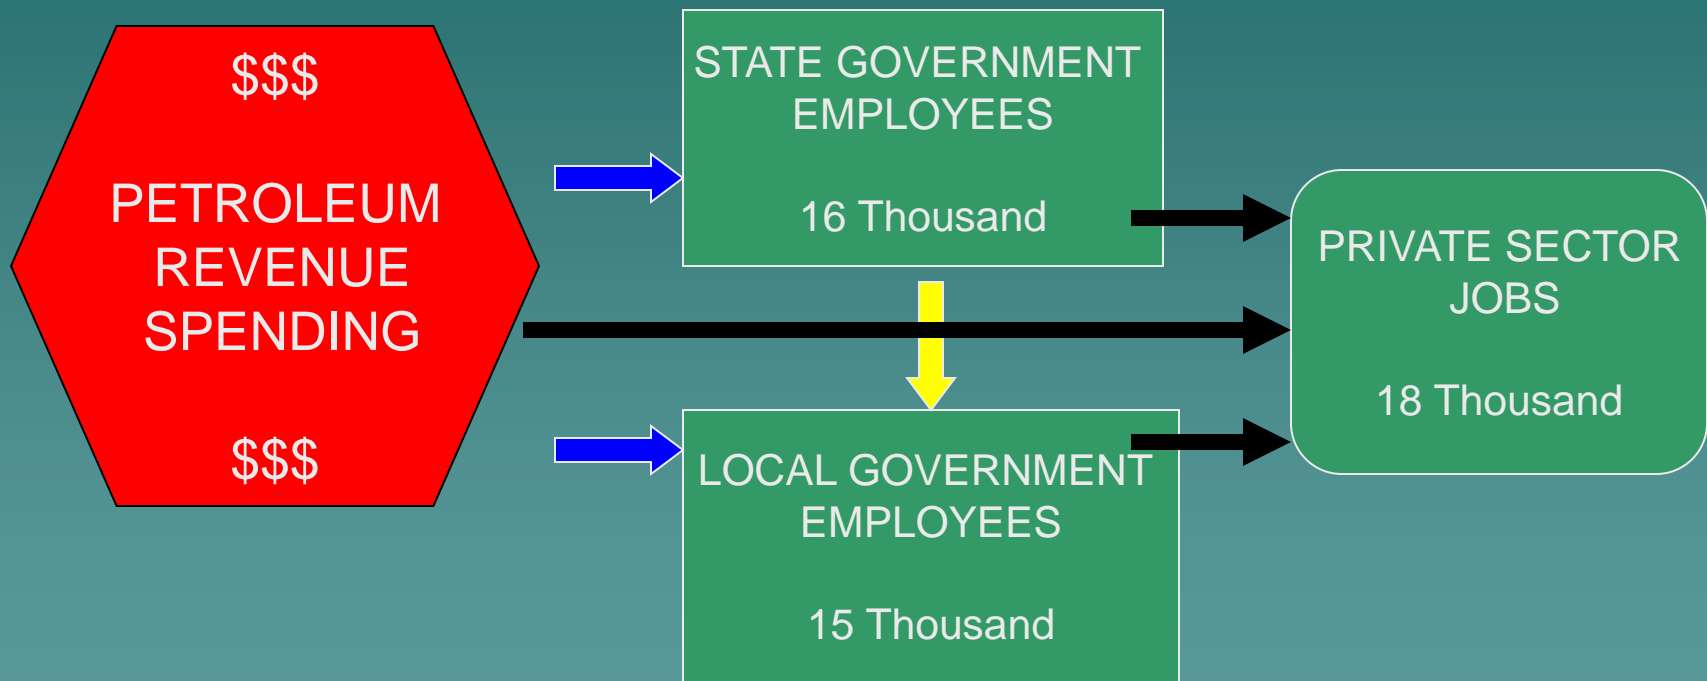 $$$
PETROLEUM
REVENUE
SPENDING
$$$
STATE GOVERNMENT
EMPLOYEES
16 Thousand
LOCAL GOVERNMENT
EMPLOYEES
15 Thousand
PRIVATE SECTOR
JOBS
18 Thousand